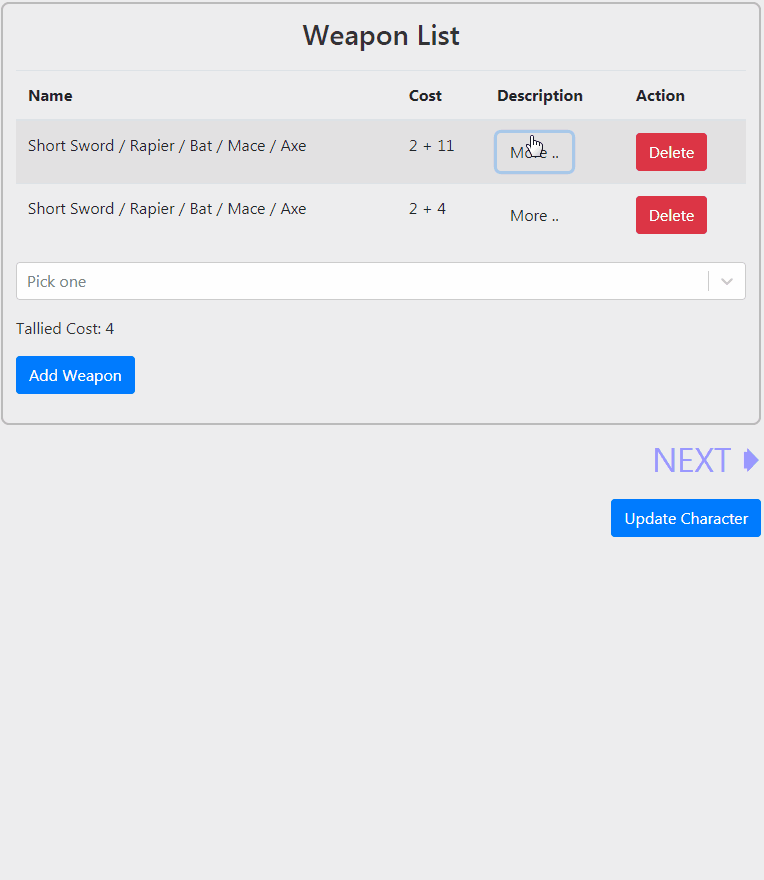 Weapon List
Name Cost Description Action
Short Sword / Rapier / Bat / Mace / Axe 2 + 11 More .. Delete
Short Sword / Rapier / Bat / Mace / Axe 2 + 4 More .. Delete
Pick one
Tallied Cost: 4
Add Weapon
NEXT
Update Character